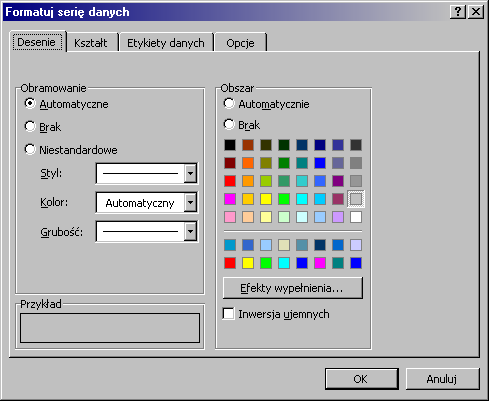 Formatuj serię danych
Desenie
Kształt
Etykiety danych
Opcje
Obramowanie
Automatyczne
Brak
Niestandardowe
Styl:
Kolor:
Automatyczny
Grubość:
Przykład
Obszar
Automatycznie
Brak
Efekty wypełnienia...
Inwersja ujemnych
OK
Anuluj